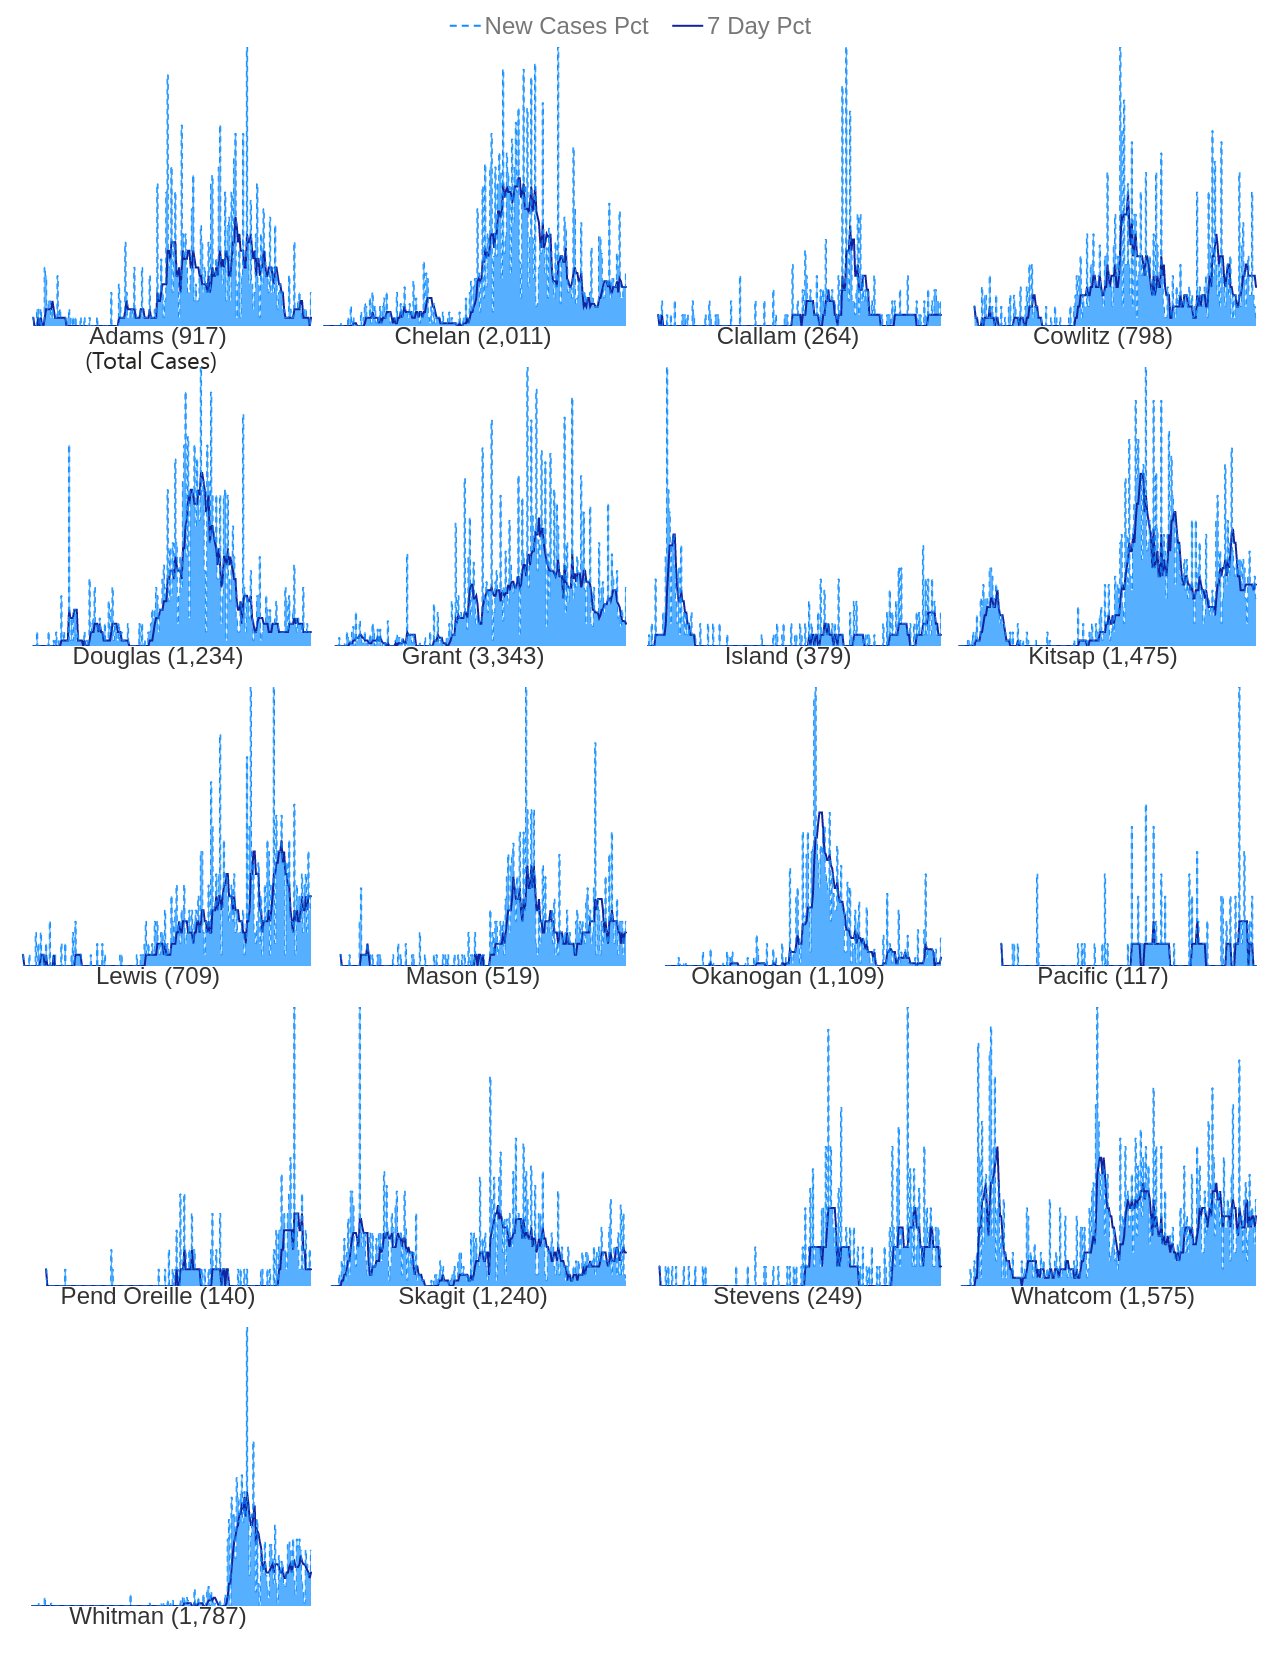 New Cases Pct 7 Day Pct
Adams (917) Chelan (2,011) Clallam (264) Cowlitz (798)
(Total Cases)
Douglas (1,234) Grant (3,343) Island (379) Kitsap (1,475)
Lewis (709) Mason (519) Okanogan (1,109) Pacific (117)
Pend Oreille (140) Skagit (1,240) Stevens (249) Whatcom (1,575)
Whitman (1,787)